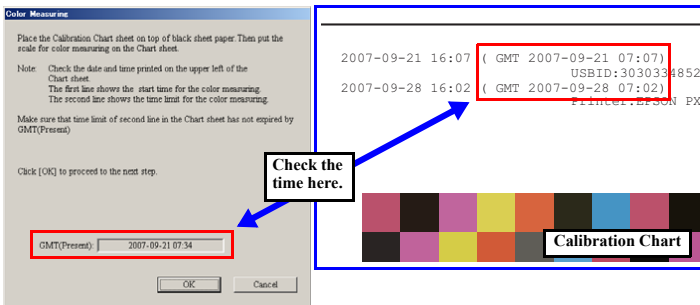 Color Measuring
Place the Calibration Chart sheet on top of black sheet paper. Then put the
scale for color measuring on the Chart sheet.
Note: Check the date and time printed on the upper left of the
Chart sheet.
The first line shows the start time for the color measuring.
The second line shows the time limit for the color measuring.
Make sure that time limit of second line in the Chart sheet has not expired by
GMT(Present)
Click [OK] to proceed to the next step.
GMT(Present): 2007-09-21 07:34
OK Cancel
Check the
time here.
2007-09-21 16:07 ( GMT 2007-09-21 07:07)
USBID:3030334852
2007-09-28 16:02 ( GMT 2007-09-28 07:02)
Printer:EPSON PX
Calibration Chart